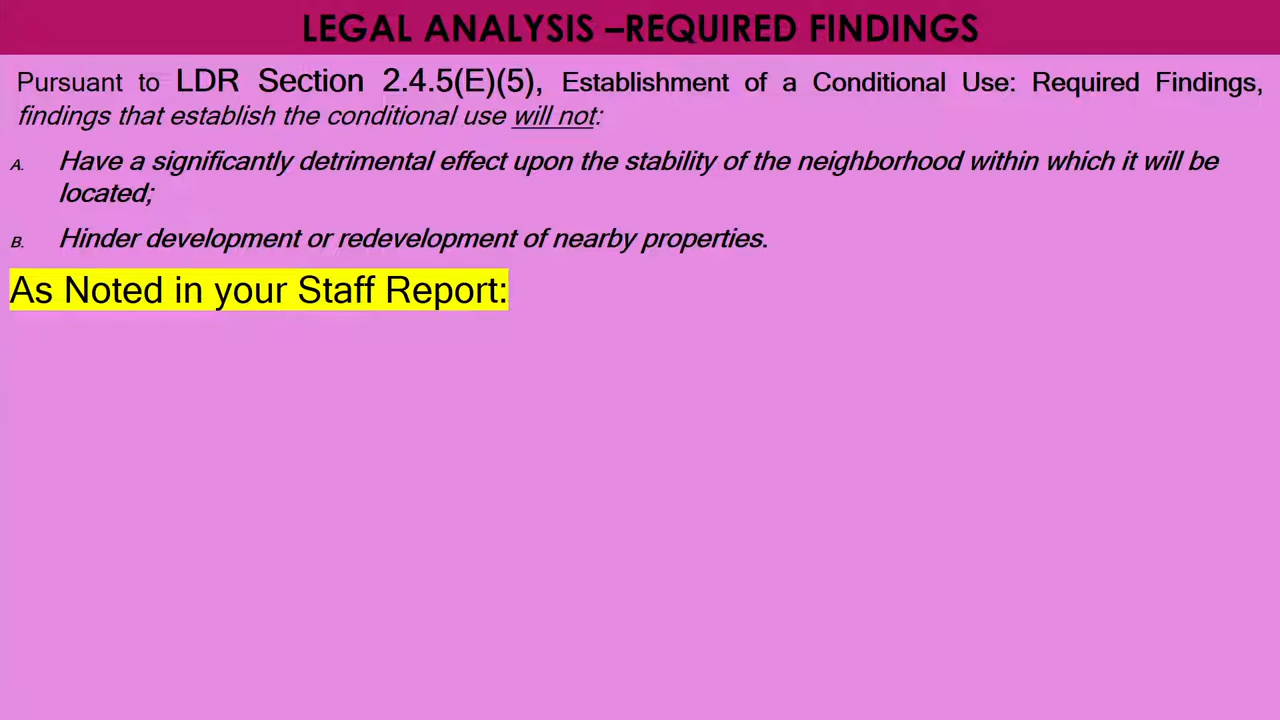 LEGAL ANALYSIS –REQUIRED FINDINGS
Pursuant to LDR Section 2.4.5(E)(5), Establishment of a Conditional Use: Required Findings,
findings that establish the conditional use will not:
A. Have a significantly detrimental effect upon the stability of the neighborhood within which it will be
located;
B. Hinder development or redevelopment of nearby properties.
As Noted in your Staff Report: